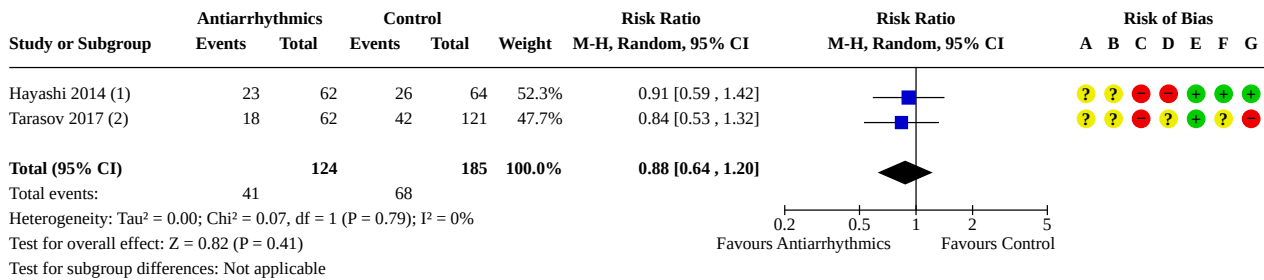 Antiarrhythmics Control Risk Ratio Risk Ratio Risk of Bias
Study or Subgroup Events Total Events Total Weight M-H, Random, 95% CI M-H, Random, 95% CI A B C D E F G
Hayashi 2014 (1) 23 62 26 64 52.3% 0.91 [0.59 , 1.42] ? ? − − + + +
Tarasov 2017 (2) 18 62 42 121 47.7% 0.84 [0.53 , 1.32] ? ? − ? + ? −
Total (95% CI) 124 185 100.0% 0.88 [0.64 , 1.20]
Total events: 41 68
Heterogeneity: Tau² = 0.00; Chi² = 0.07, df = 1 (P = 0.79); I² = 0%
0.2 0.5 1 2 5
Test for overall effect: Z = 0.82 (P = 0.41) Favours Antiarrhythmics Favours Control
Test for subgroup differences: Not applicable